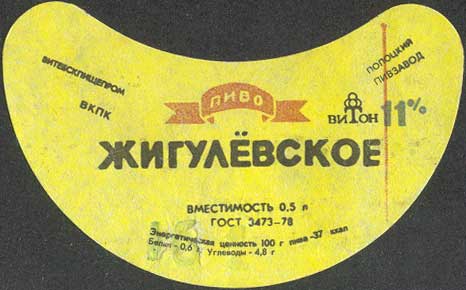 ВИТЕБСКПИЩЕПРОМ
ВКПК
ПОЛОЦКИЙ
ПИВЗАВОД
ПИВО
ВИТОН
11%
ЖИГУЛЁВСКОЕ
ВМЕСТИМОСТЬ 0,5 л
ГОСТ 3473-78
Энергетическая ценность 100 г пива -37 ккал
Белки - 0,6 г. Углеводы - 4,8 г